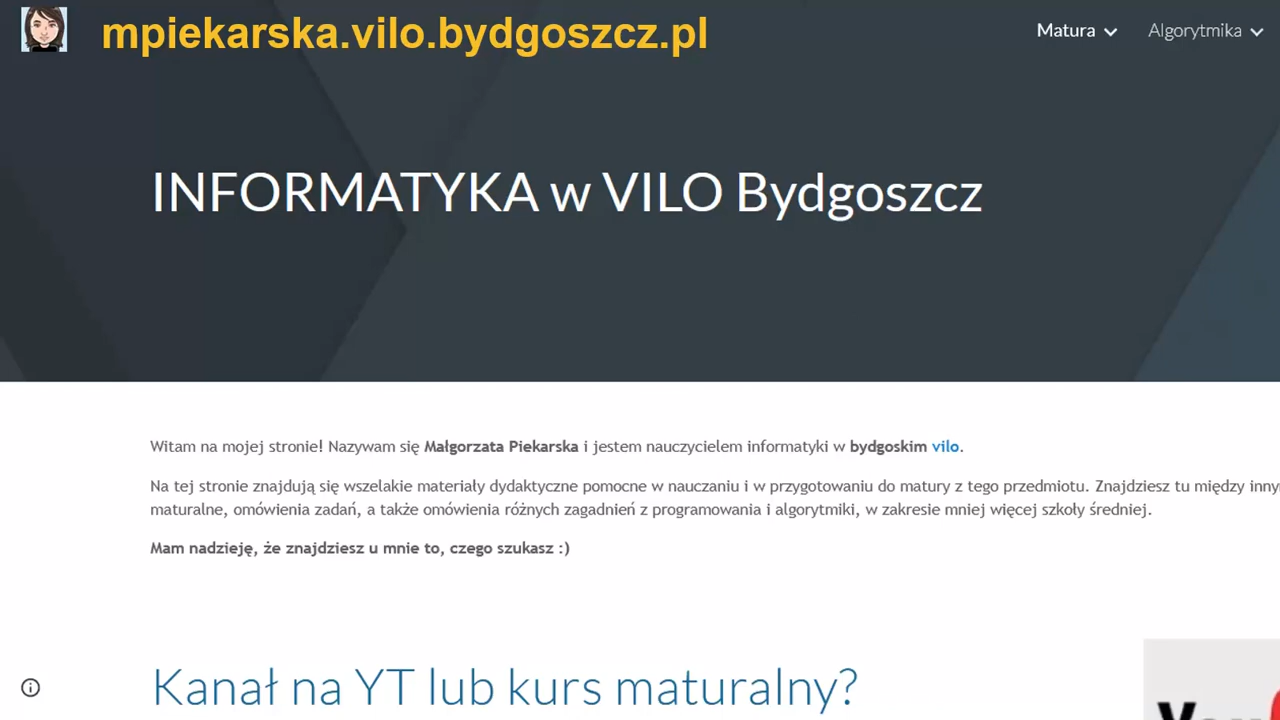 mpiekarska.vilo.bydgoszcz.pl
Matura
Algorytmika
INFORMATYKA w VILO Bydgoszcz
Witam na mojej stronie! Nazywam się Małgorzata Piekarska i jestem nauczycielem informatyki w bydgoskim vilo.
Na tej stronie znajdują się wszelakie materiały dydaktyczne pomocne w nauczaniu i w przygotowaniu do matury z tego przedmiotu. Znajdziesz tu między
maturalne, omówienia zadań, a także omówienia różnych zagadnień z programowania i algorytmiki, w zakresie mniej więcej szkoły średniej.
Mam nadzieję, że znajdziesz u mnie to, czego szukasz :)
Kanał na YT lub kurs maturalny?